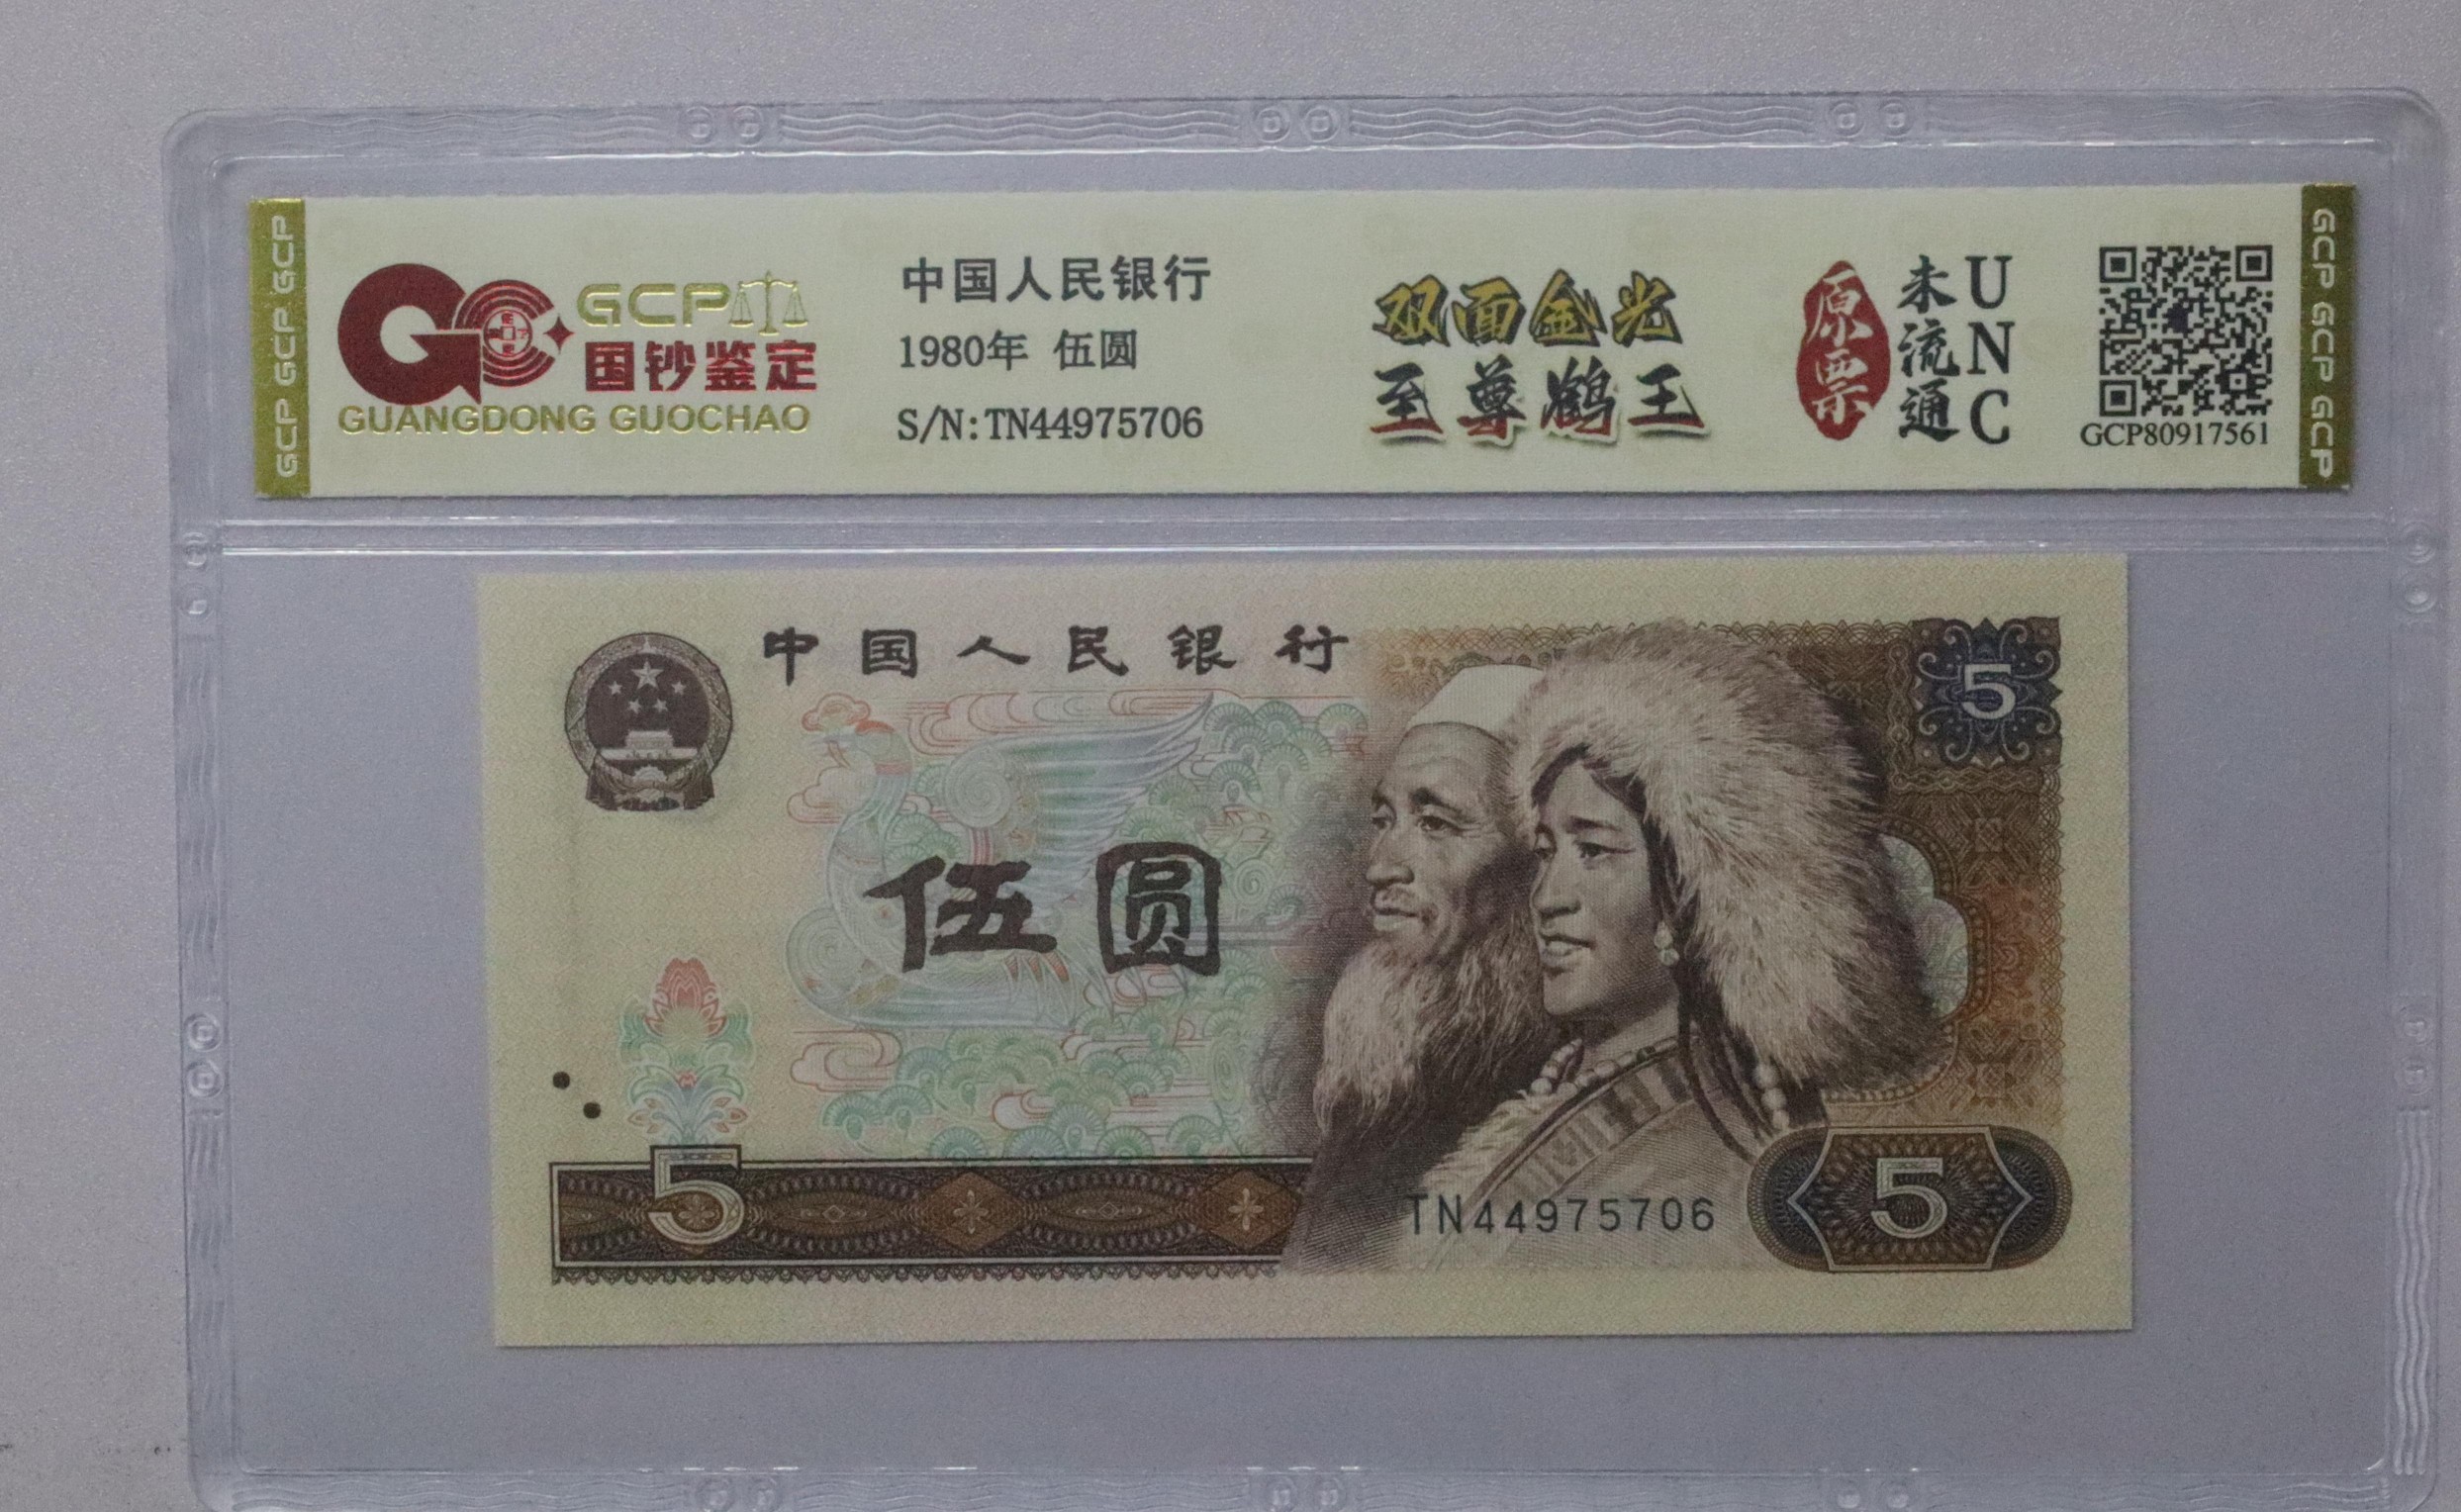 GCP GCP GCP
GCP
国钞鉴定
GUANGDONG GUOCHAO
中国人民银行
1980年 伍圆
S/N:TN44975706
双面金光
至尊鹤王
原票
未流通
UNC
GCP80917561
GCP GCP GCP
中国人民银行
5
伍圆
5
TN44975706
5